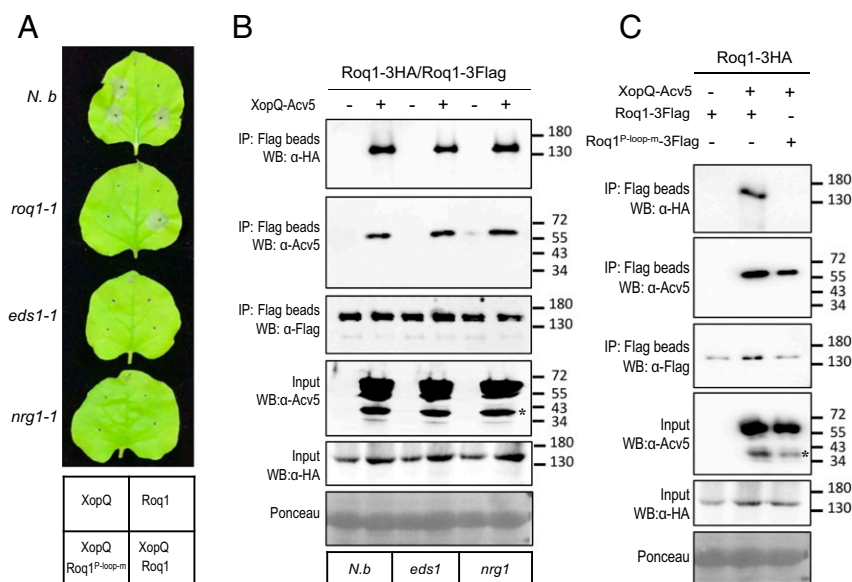 A
N. b
roq1-1
eds1-1
nrg1-1
XopQ Roq1
XopQ XopQ
Roq1P-loop-m Roq1
B
Roq1-3HA/Roq1-3Flag
XopQ-Acv5 - + - + - +
IP: Flag beads
WB: α-HA
180
130
IP: Flag beads
WB: α-Acv5
72
55
43
34
IP: Flag beads
WB: α-Flag
180
130
Input
WB:α-Acv5
72
55
43
*
34
Input
WB:α-HA
180
130
Ponceau
N.b eds1 nrg1
C
Roq1-3HA
XopQ-Acv5 - + +
Roq1-3Flag + + -
Roq1P-loop-m-3Flag - - +
IP: Flag beads
WB: α-HA
180
130
IP: Flag beads
WB: α-Acv5
72
55
43
34
IP: Flag beads
WB: α-Flag
180
130
Input
WB:α-Acv5
72
55
43
*
34
Input
WB:α-HA
180
130
Ponceau